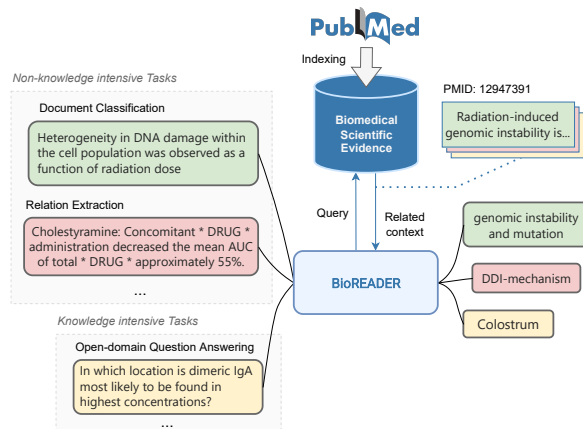 PubMed
Indexing
Non-knowledge intensive Tasks
Document Classification
Heterogeneity in DNA damage within
the cell population was observed as a
function of radiation dose
Relation Extraction
Cholestyramine: Concomitant * DRUG *
administration decreased the mean AUC
of total * DRUG * approximately 55%.
...
Knowledge intensive Tasks
Open-domain Question Answering
In which location is dimeric IgA
most likely to be found in
highest concentrations?
...
Biomedical
Scientific
Evidence
PMID: 12947391
Radiation-induced
genomic instability is...
Query
Related
context
BioREADER
genomic instability
and mutation
DDI-mechanism
Colostrum